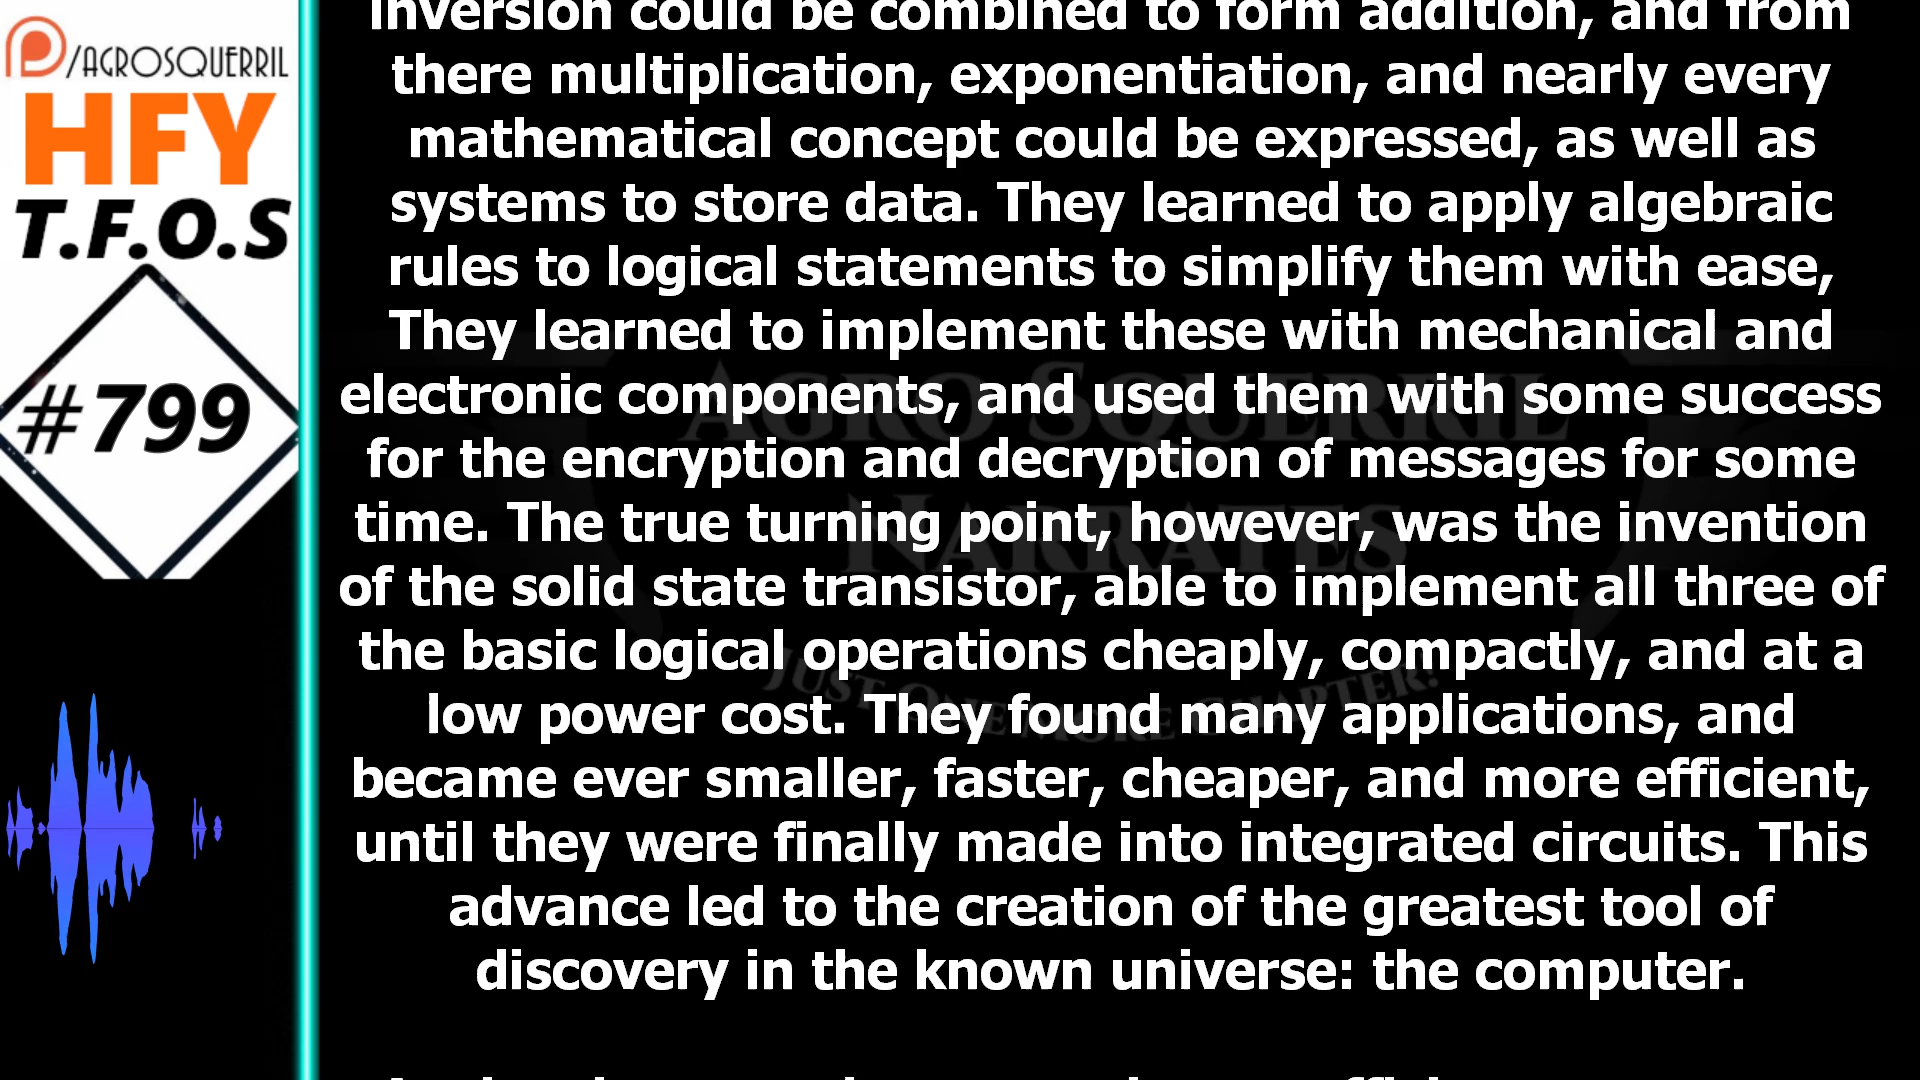 /AGROSQUERRIL
HFY
T.F.O.S
#799
inversion could be combined to form addition, and from
there multiplication, exponentiation, and nearly every
mathematical concept could be expressed, as well as
systems to store data. They learned to apply algebraic
rules to logical statements to simplify them with ease,
They learned to implement these with mechanical and
electronic components, and used them with some success
for the encryption and decryption of messages for some
time. The true turning point, however, was the invention
of the solid state transistor, able to implement all three of
the basic logical operations cheaply, compactly, and at a
low power cost. They found many applications, and
became ever smaller, faster, cheaper, and more efficient,
until they were finally made into integrated circuits. This
advance led to the creation of the greatest tool of
discovery in the known universe: the computer.
AGRO SQUERRIL
NARRATES
JUST ONE MORE CHAPTER!